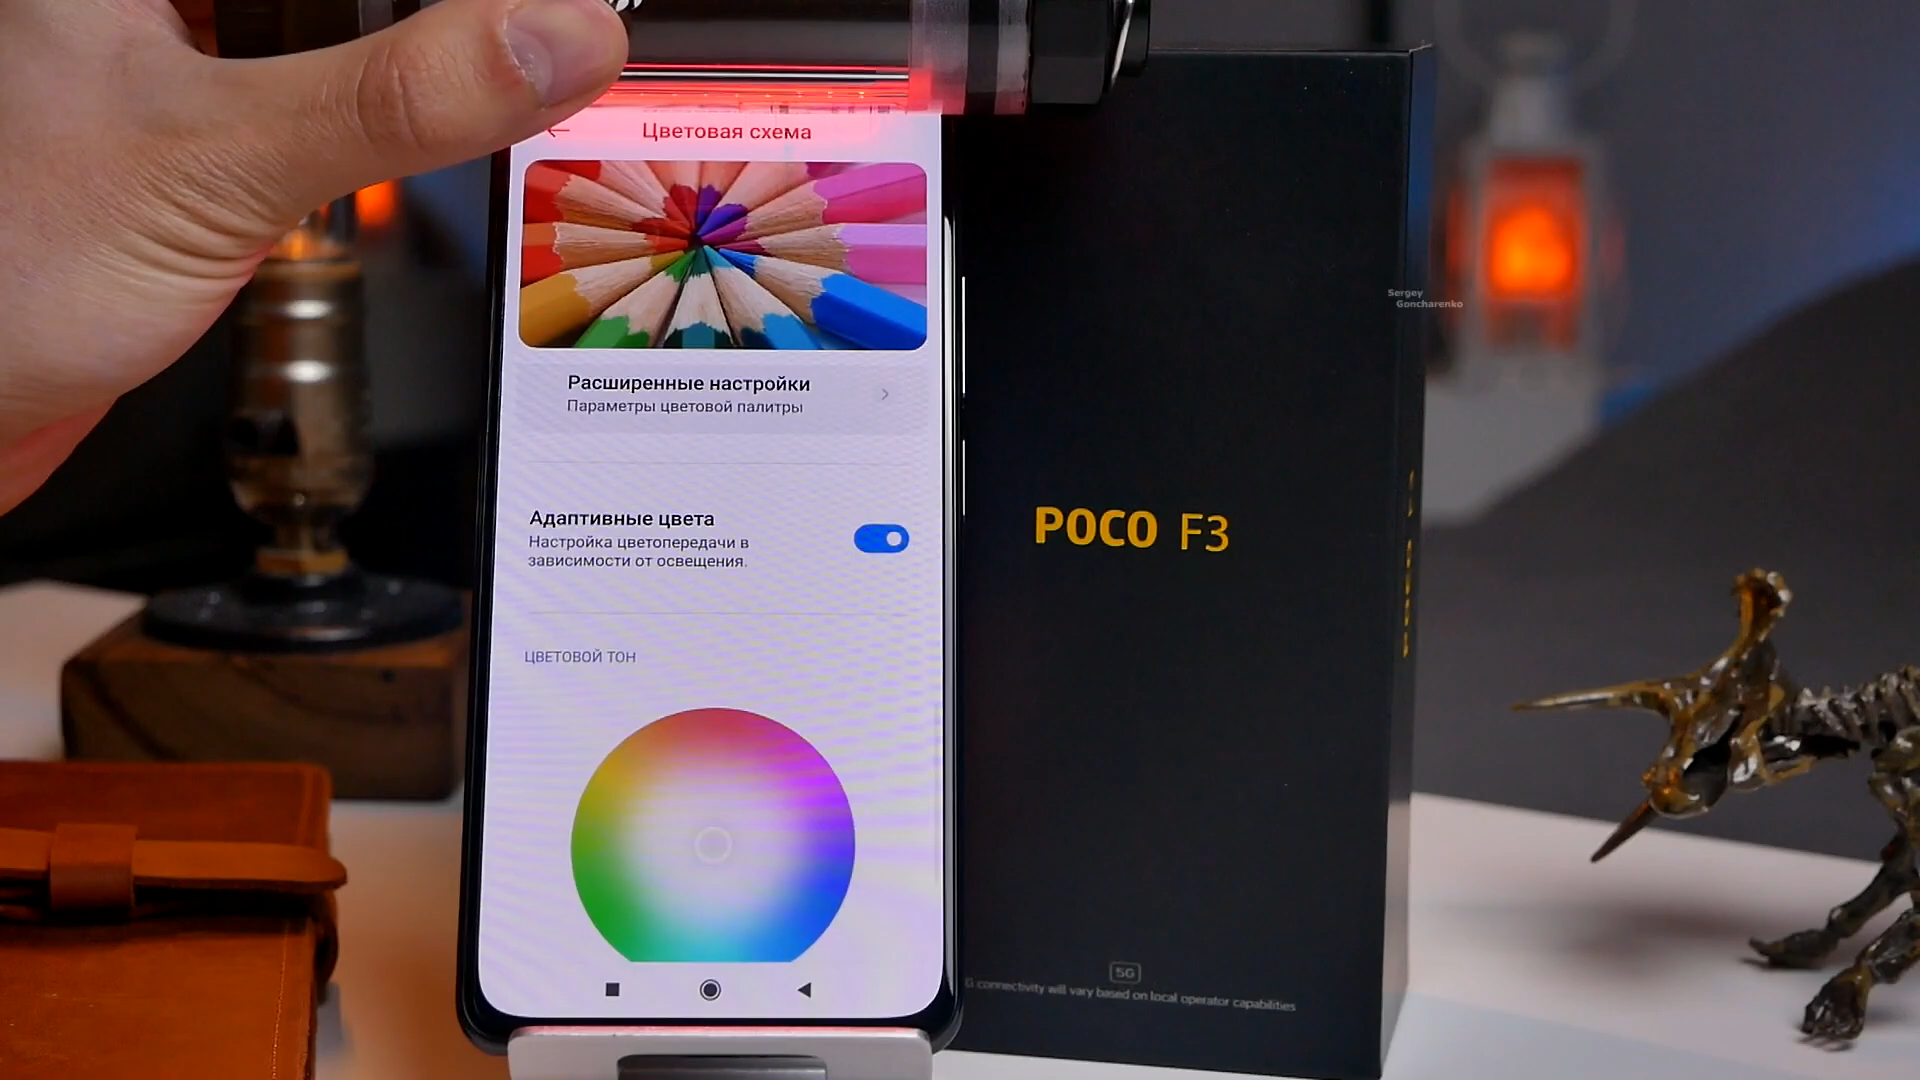 Цветовая схема
Расширенные настройки
Параметры цветовой палитры
Адаптивные цвета
Настройка цветопередачи в
зависимости от освещения.
ЦВЕТОВОЙ ТОН
POCO F3
5G
G connectivity will vary based on local operator capabilities
Sergey
Goncharenko